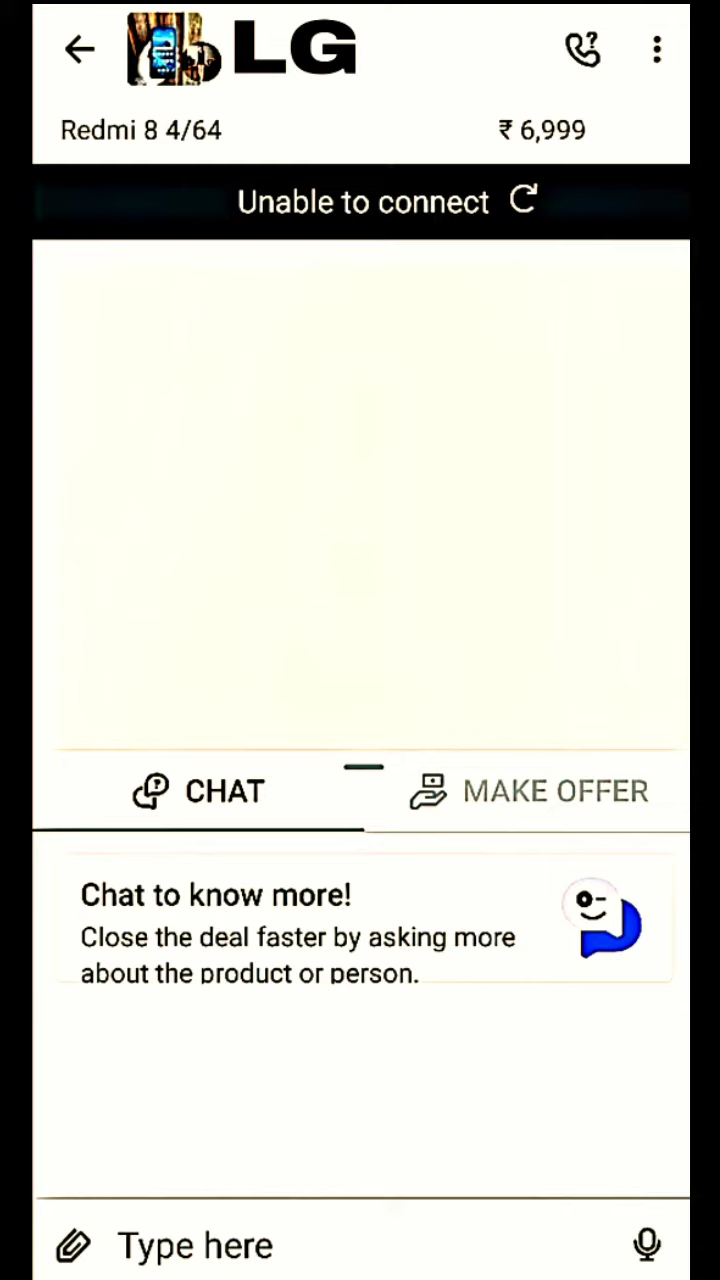 LG
Redmi 8 4/64
₹ 6,999
Unable to connect
CHAT
MAKE OFFER
Chat to know more!
Close the deal faster by asking more
about the product or person.
Type here